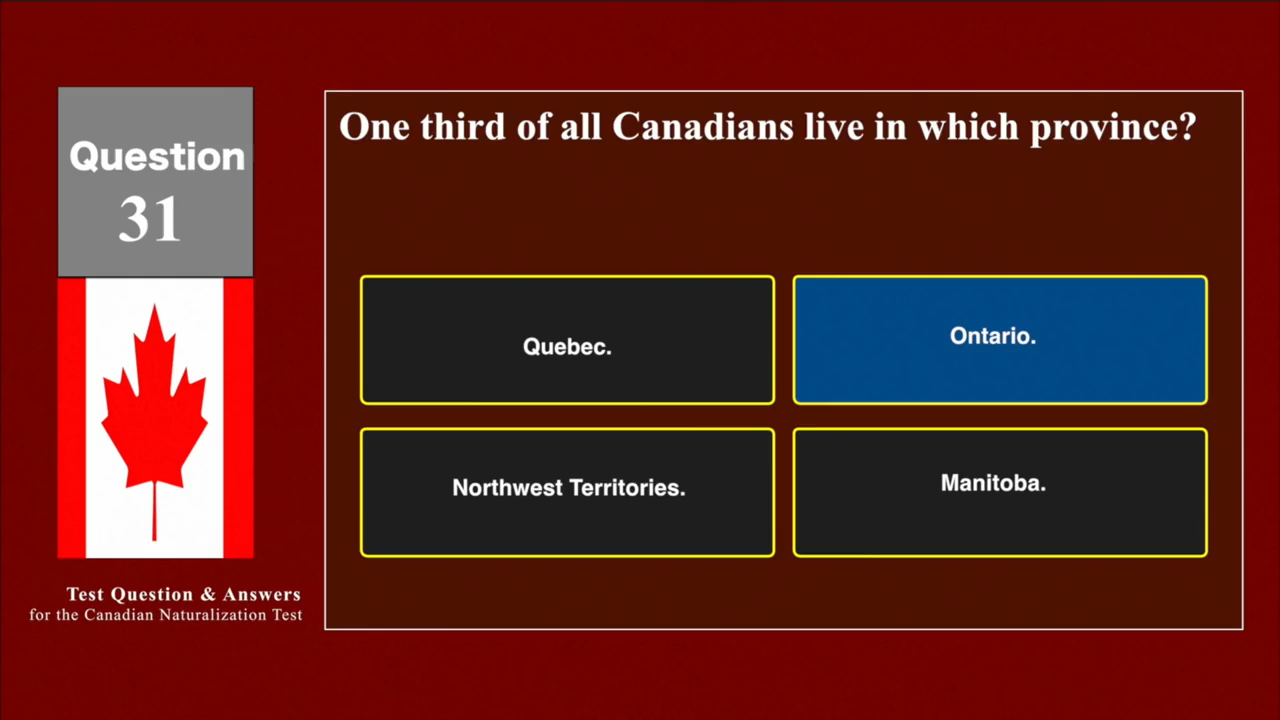 Question
31
Test Question & Answers
for the Canadian Naturalization Test
One third of all Canadians live in which province?
Quebec.
Ontario.
Northwest Territories.
Manitoba.